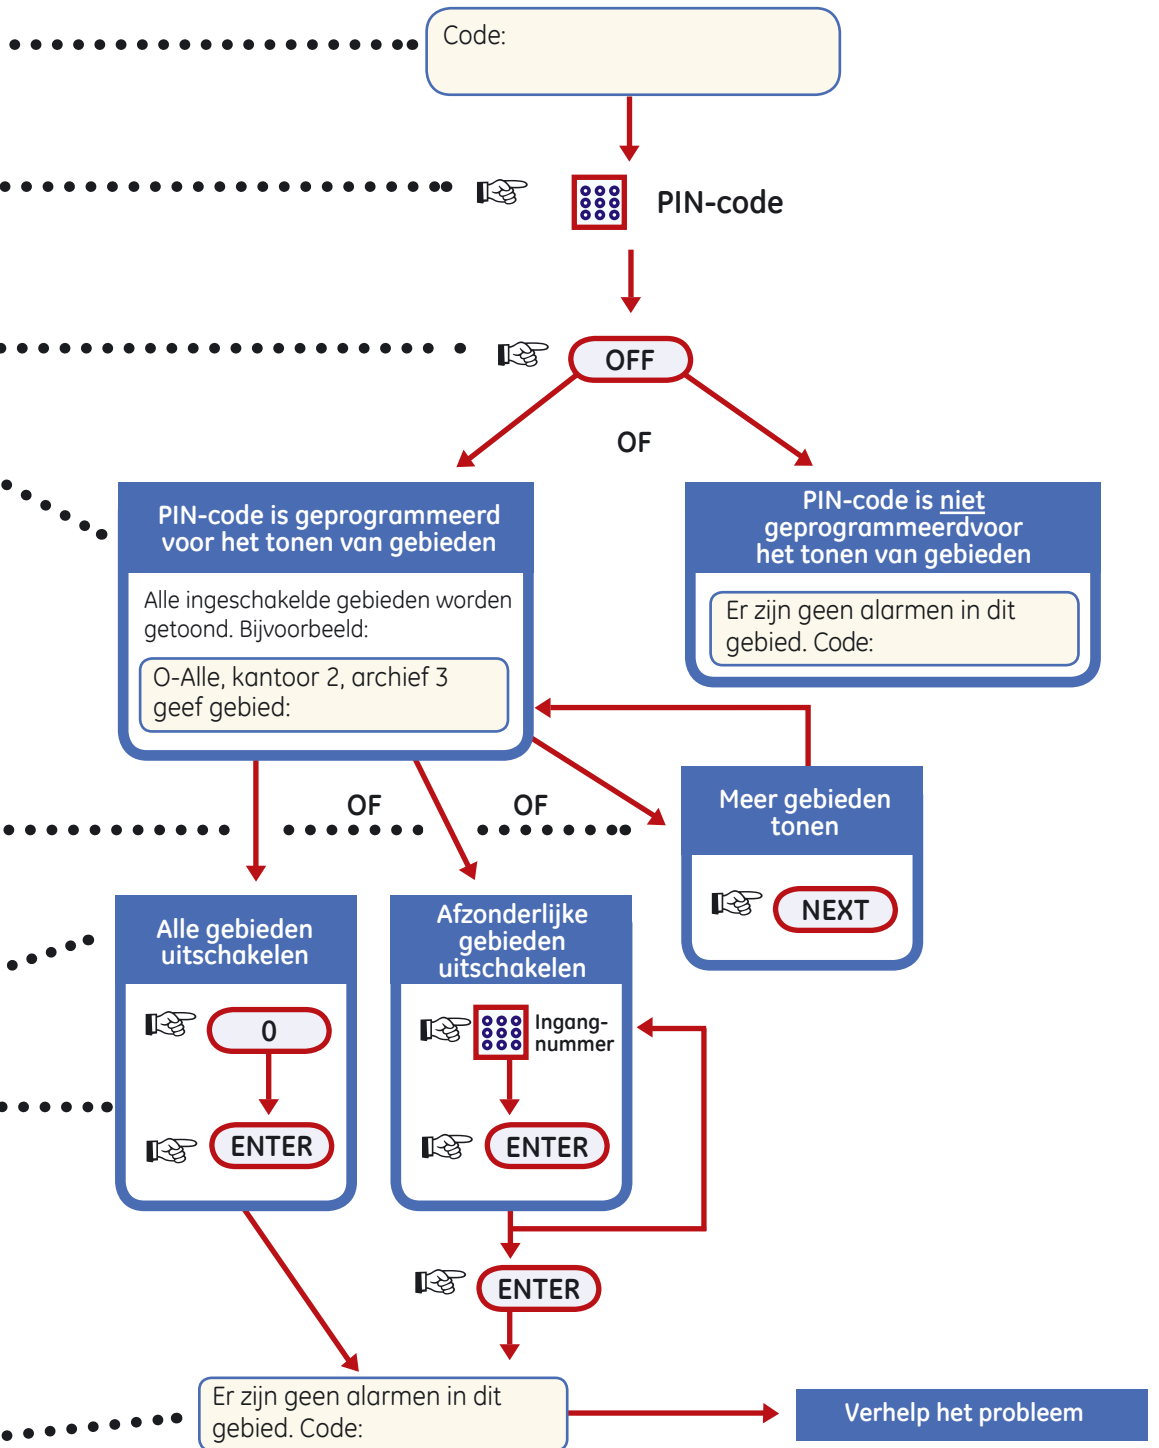 Code:
PIN-code
OFF
OF
PIN-code is geprogrammeerd
voor het tonen van gebieden
Alle ingeschakelde gebieden worden
getoond. Bijvoorbeeld:
O-Alle, kantoor 2, archief 3
geef gebied:
PIN-code is niet
geprogrammeerdvoor
het tonen van gebieden
Er zijn geen alarmen in dit
gebied. Code:
OF
OF
Meer gebieden
tonen
NEXT
Alle gebieden
uitschakelen
0
ENTER
Afzonderlijke
gebieden
uitschakelen
Ingang-
nummer
ENTER
ENTER
Er zijn geen alarmen in dit
gebied. Code:
Verhelp het probleem